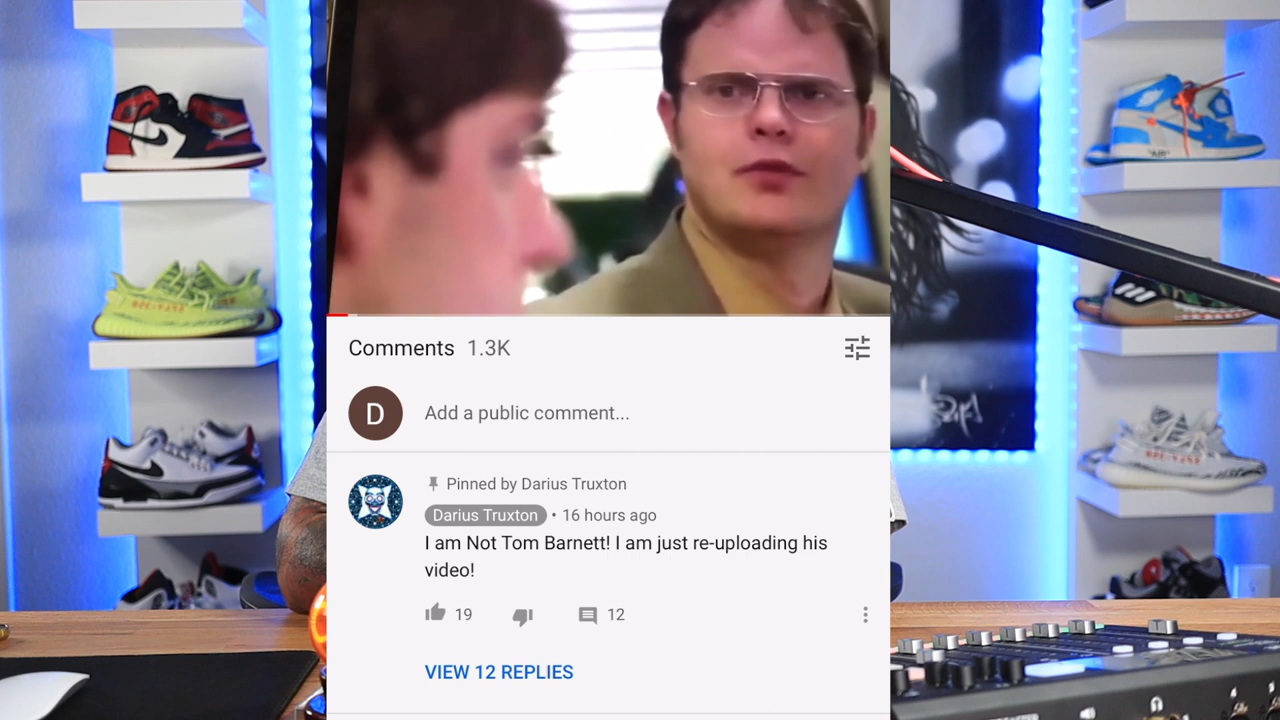 Comments 1.3K
D
Add a public comment...
Pinned by Darius Truxton
Darius Truxton • 16 hours ago
I am Not Tom Barnett! I am just re-uploading his
video!
19 12
VIEW 12 REPLIES